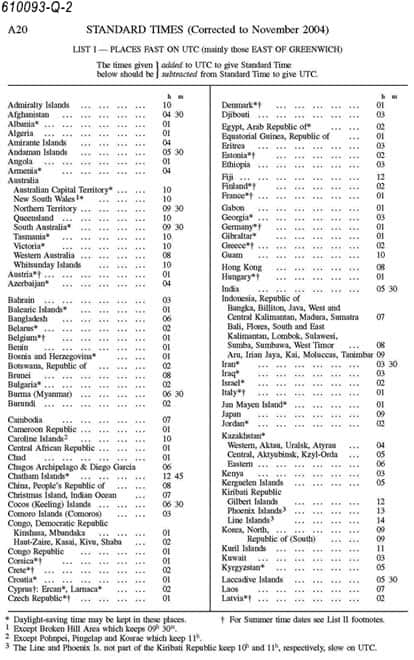 610093-Q-2
A20 STANDARD TIMES (Corrected to November 2004)
LIST I — PLACES FAST ON UTC (mainly those EAST OF GREENWICH)
The times given } added to UTC to give Standard Time
below should be } subtracted from Standard Time to give UTC.
h m
Admiralty Islands ... ... ... ... 10
Afghanistan ... ... ... ... ... 04 30
Albania* ... ... ... ... ... 01
Algeria ... ... ... ... ... 01
Amirante Islands ... ... ... ... 04
Andaman Islands ... ... ... ... 05 30
Angola ... ... ... ... ... 01
Armenia* ... ... ... ... ... 04
Australia
Australian Capital Territory* ... ... 10
New South Wales1* ... ... ... 10
Northern Territory ... ... ... ... 09 30
Queensland ... ... ... ... ... 10
South Australia* ... ... ... ... 09 30
Tasmania* ... ... ... ... ... 10
Victoria* ... ... ... ... ... 10
Western Australia ... ... ... ... 08
Whitsunday Islands ... ... ... 10
Austria*† ... ... ... ... ... 01
Azerbaijan* ... ... ... ... ... 04
Bahrain ... ... ... ... ... 03
Balearic Islands* ... ... ... ... 01
Bangladesh ... ... ... ... ... 06
Belarus* ... ... ... ... ... 02
Belgium*† ... ... ... ... ... 01
Benin ... ... ... ... ... 01
Bosnia and Herzegovina* ... ... ... 01
Botswana, Republic of ... ... ... 02
Brunei ... ... ... ... ... 08
Bulgaria* ... ... ... ... ... 02
Burma (Myanmar) ... ... ... ... 06 30
Burundi ... ... ... ... ... 02
Cambodia ... ... ... ... ... 07
Cameroon Republic ... ... ... ... 01
Caroline Islands2 ... ... ... ... 10
Central African Republic ... ... ... 01
Chad ... ... ... ... ... 01
Chagos Archipelago & Diego Garcia 06
Chatham Islands* ... ... ... ... 12 45
China, People's Republic of ... ... 08
Christmas Island, Indian Ocean ... 07
Cocos (Keeling) Islands ... ... ... 06 30
Comoro Islands (Comoros) ... ... 03
Congo, Democratic Republic
Kinshasa, Mbandaka ... ... ... 01
Haut-Zaire, Kasai, Kivu, Shaba ... 02
Congo Republic ... ... ... ... 01
Corsica*† ... ... ... ... ... 01
Crete*† ... ... ... ... ... 02
Croatia* ... ... ... ... ... 01
Cyprus†: Ercan*, Larnaca* ... ... 02
Czech Republic*† ... ... ... ... 01
h m
Denmark*† ... ... ... ... ... 01
Djibouti ... ... ... ... ... 03
Egypt, Arab Republic of* ... ... ... 02
Equatorial Guinea, Republic of ... 01
Eritrea ... ... ... ... ... 03
Estonia*† ... ... ... ... ... 02
Ethiopia ... ... ... ... ... 03
Fiji ... ... ... ... ... 12
Finland*† ... ... ... ... ... 02
France*† ... ... ... ... ... 01
Gabon ... ... ... ... ... 01
Georgia* ... ... ... ... ... 03
Germany*† ... ... ... ... ... 01
Gibraltar* ... ... ... ... ... 01
Greece*† ... ... ... ... ... 02
Guam ... ... ... ... ... 10
Hong Kong ... ... ... ... ... 08
Hungary*† ... ... ... ... ... 01
India ... ... ... ... ... 05 30
Indonesia, Republic of
Bangka, Billiton, Java, West and
Central Kalimantan, Madura, Sumatra 07
Bali, Flores, South and East
Kalimantan, Lombok, Sulawesi,
Sumba, Sumbawa, West Timor ... 08
Aru, Irian Jaya, Kai, Moluccas, Tanimbar 09
Iran* ... ... ... ... ... 03 30
Iraq* ... ... ... ... ... 03
Israel* ... ... ... ... ... 02
Italy*† ... ... ... ... ... 01
Jan Mayen Island* ... ... ... ... 01
Japan ... ... ... ... ... 09
Jordan* ... ... ... ... ... 02
Kazakhstan*
Western, Aktau, Uralsk, Atyrau ... 04
Central, Aktyubinsk, Kzyl-Orda ... 05
Eastern ... ... ... ... ... 06
Kenya ... ... ... ... ... 03
Kerguelen Islands ... ... ... ... 05
Kiribati Republic
Gilbert Islands ... ... ... ... 12
Phoenix Islands3 ... ... ... ... 13
Line Islands3 ... ... ... ... 14
Korea, North, ... ... ... ... 09
Republic of (South) ... ... ... 09
Kuril Islands ... ... ... ... 11
Kuwait ... ... ... ... ... 03
Kyrgyzstan* ... ... ... ... ... 05
Laccadive Islands ... ... ... ... 05 30
Laos ... ... ... ... ... 07
Latvia*† ... ... ... ... ... 02
* Daylight-saving time may be kept in these places. † For Summer time dates see List II footnotes.
1 Except Broken Hill Area which keeps 09h 30m.
2 Except Pohnpei, Pingelap and Kosrae which keep 11h.
3 The Line and Phoenix Is. not part of the Kiribati Republic keep 10h and 11h, respectively, slow on UTC.